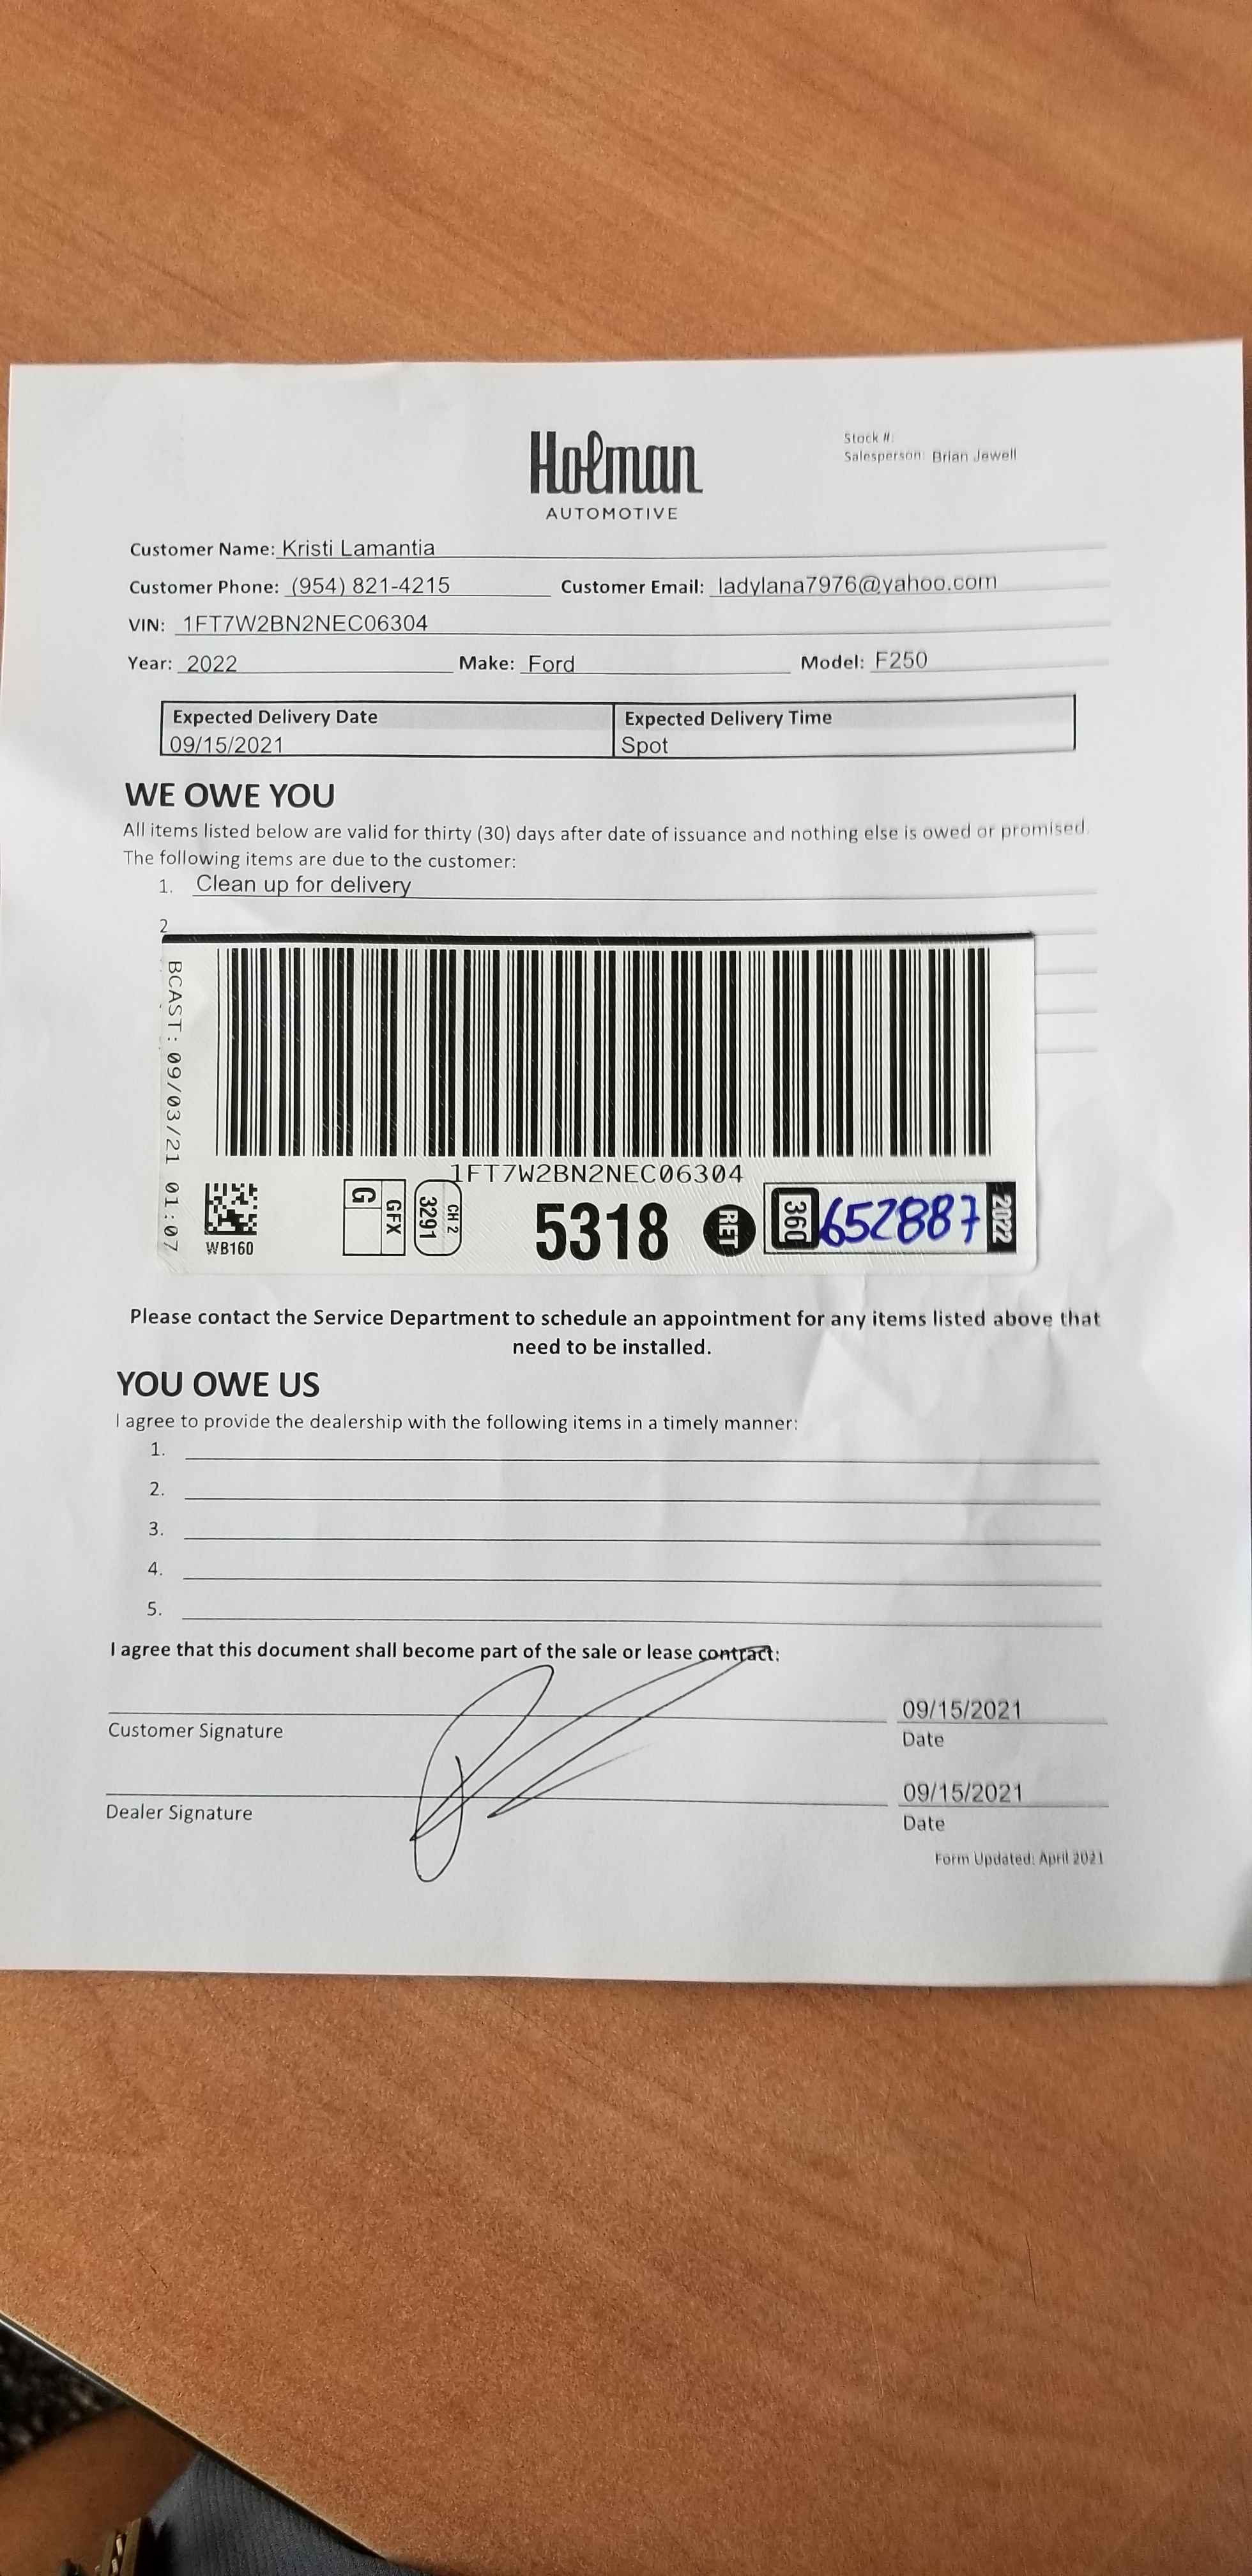 Holman
AUTOMOTIVE
Stock #:
Salesperson: Brian Jewell
Customer Name: Kristi Lamantia
Customer Phone: (954) 821-4215 Customer Email: ladylana7976@yahoo.com
VIN: 1FT7W2BN2NEC06304
Year: 2022 Make: Ford Model: F250
Expected Delivery Date Expected Delivery Time
09/15/2021 Spot
WE OWE YOU
All items listed below are valid for thirty (30) days after date of issuance and nothing else is owed or promised.
The following items are due to the customer:
1. Clean up for delivery
2
BCAST: 09/03/21 01:07
1FT7W2BN2NEC06304
WB160
G
GFX
CH 2
3291
5318
RET
360
652887
2022
Please contact the Service Department to schedule an appointment for any items listed above that
need to be installed.
YOU OWE US
I agree to provide the dealership with the following items in a timely manner:
1.
2.
3.
4.
5.
I agree that this document shall become part of the sale or lease contract:
09/15/2021
Customer Signature Date
09/15/2021
Dealer Signature Date
Form Updated: April 2021